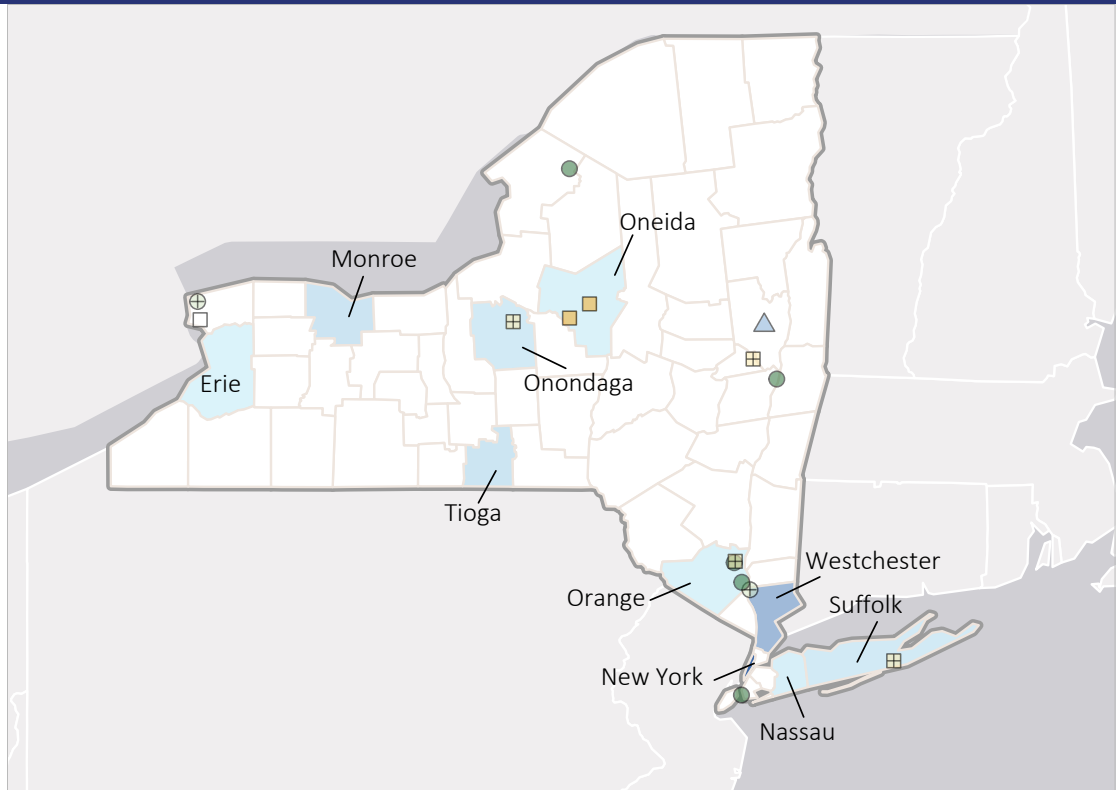 Oneida
Monroe
Erie
Onondaga
Tioga
Westchester
Orange
Suffolk
New York
Nassau